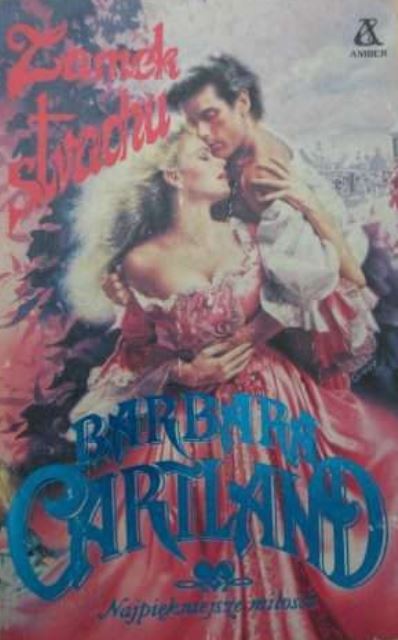 Zamek
strachu
AMBER
BARBARA
CARTLAND
Najpiękniejsze miłości